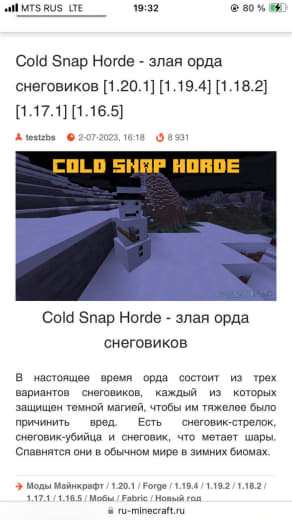 MTS RUS LTE 19:32 80 %
Cold Snap Horde - злая орда
снеговиков [1.20.1] [1.19.4] [1.18.2]
[1.17.1] [1.16.5]
testzbs 2-07-2023, 16:18 8 931
COLD SNAP HORDE
Cold Snap Horde - злая орда
снеговиков
В настоящее время орда состоит из трех
вариантов снеговиков, каждый из которых
защищен темной магией, чтобы им тяжелее было
причинить вред. Есть снеговик-стрелок,
снеговик-убийца и снеговик, что метает шары.
Спавнятся они в обычном мире в зимних биомах.
Моды Майнкрафт / 1.20.1 / Forge / 1.19.4 / 1.19.2 / 1.18.2 /
1.17.1 / 1.16.5 / Мобы / Fabric / Новый год
ru-minecraft.ru